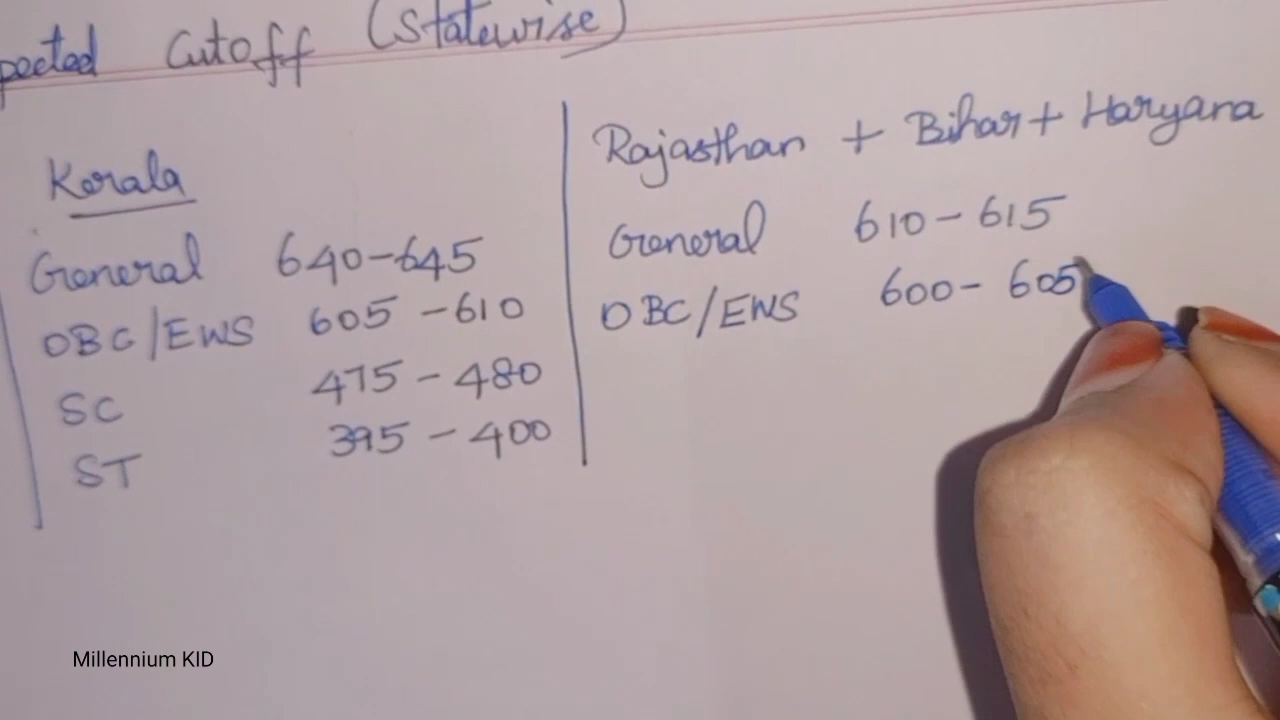 pected Cutoff (Statewise)
Kerala
General 640-645
OBC/EWS 605-610
SC 475-480
ST 395-400
Rajasthan + Bihar + Haryana
General 610-615
OBC/EWS 600-605
Millennium KID